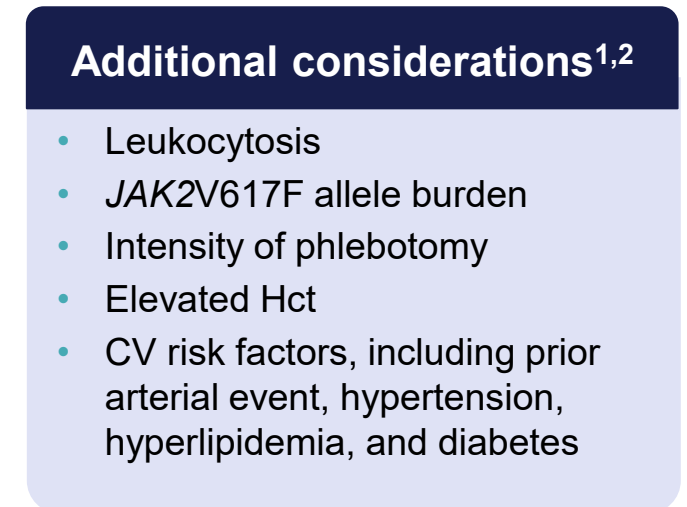 Additional considerations1,2
• Leukocytosis
• JAK2V617F allele burden
• Intensity of phlebotomy
• Elevated Hct
• CV risk factors, including prior
arterial event, hypertension,
hyperlipidemia, and diabetes